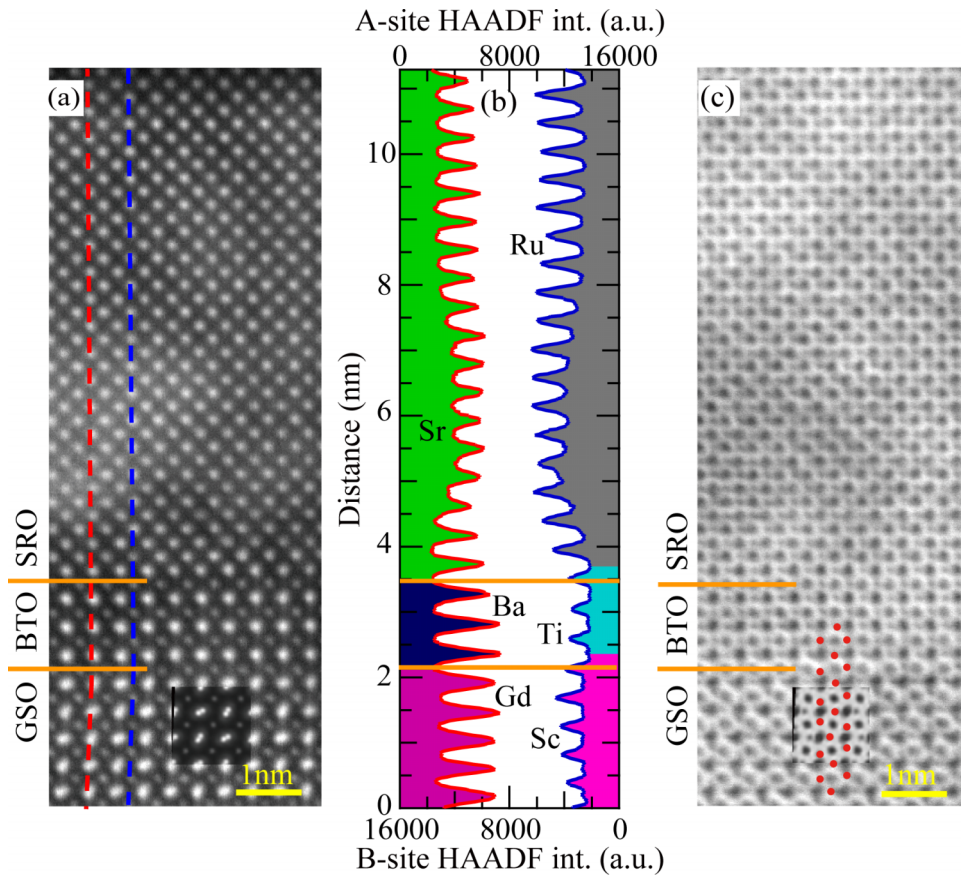 A-site HAADF int. (a.u.)
0 8000 16000
(a)
(b)
(c)
10
8
6
4
2
0
Distance (nm)
Ru
Sr
Ba
Ti
Gd
Sc
SRO
BTO
GSO
1nm
SRO
BTO
GSO
1nm
16000 8000 0
B-site HAADF int. (a.u.)